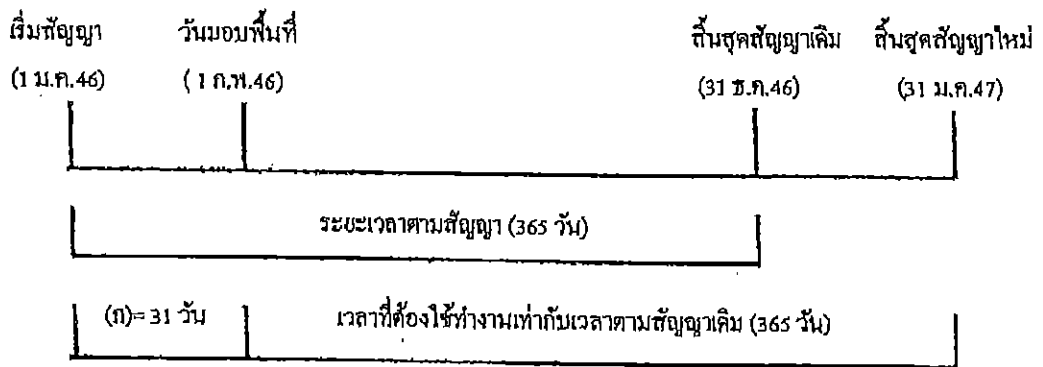 เริ่มสัญญา วันมอบพื้นที่ สิ้นสุดสัญญาเดิม สิ้นสุดสัญญาใหม่
(1 ม.ค.46) ( 1 ก.พ.46) (31 ธ.ค.46) (31 ม.ค.47)
ระยะเวลาตามสัญญา (365 วัน)
(ก)= 31 วัน เวลาที่ต้องใช้ทำงานเท่ากับเวลาตามสัญญาเดิม (365 วัน)